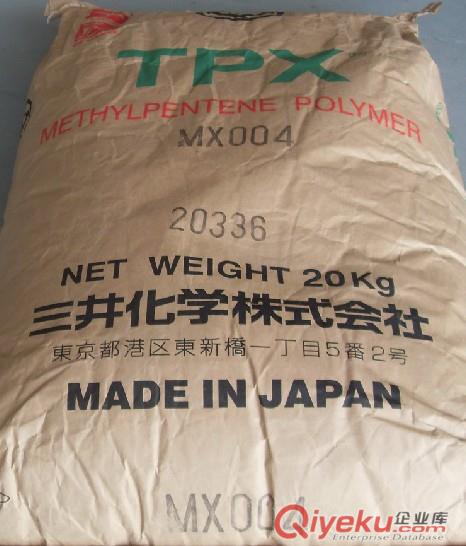 TPX
METHYLPENTENE POLYMER
MX004
20336
NET WEIGHT 20Kg
三井化学株式会社
東京都港区東新橋一丁目5番2号
MADE IN JAPAN
MX004
Qiyeku.com企业库
Enterprise Database